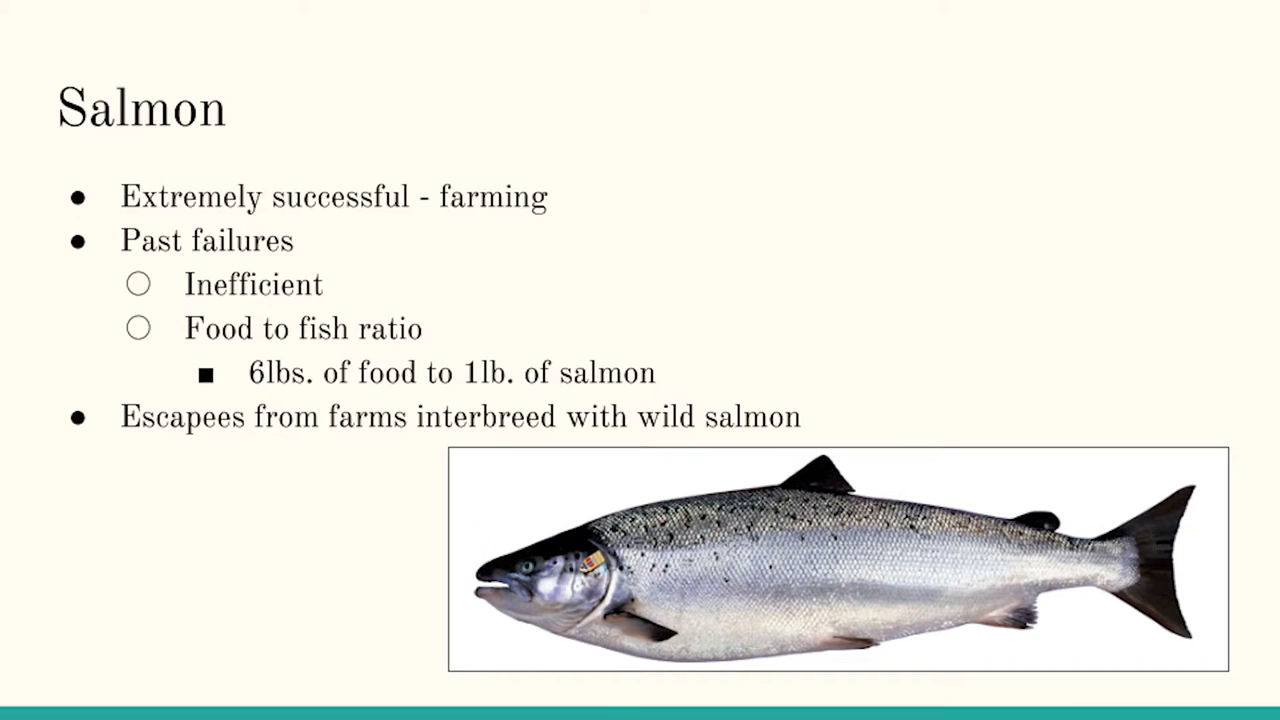 Salmon
● Extremely successful - farming
● Past failures
○ Inefficient
○ Food to fish ratio
■ 6lbs. of food to 1lb. of salmon
● Escapees from farms interbreed with wild salmon